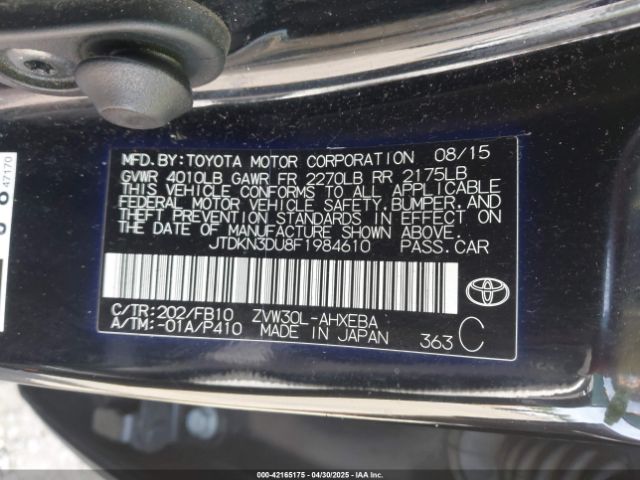 MFD.BY:TOYOTA MOTOR CORPORATION 08/15
GVWR 4010LB GAWR FR 2270LB RR 2175LB
THIS VEHICLE CONFORMS TO ALL APPLICABLE
FEDERAL MOTOR VEHICLE SAFETY,BUMPER,AND
THEFT PREVENTION STANDARDS IN EFFECT ON
THE DATE OF MANUFACTURE SHOWN ABOVE.
JTDKN3DU8F1984610 PASS.CAR
C/TR:202/FB10 ZVW30L-AHXEBA
A/TM:-01A/P410 MADE IN JAPAN 363 C
47170
000-42165175 - 04/30/2025 - IAAI.COM